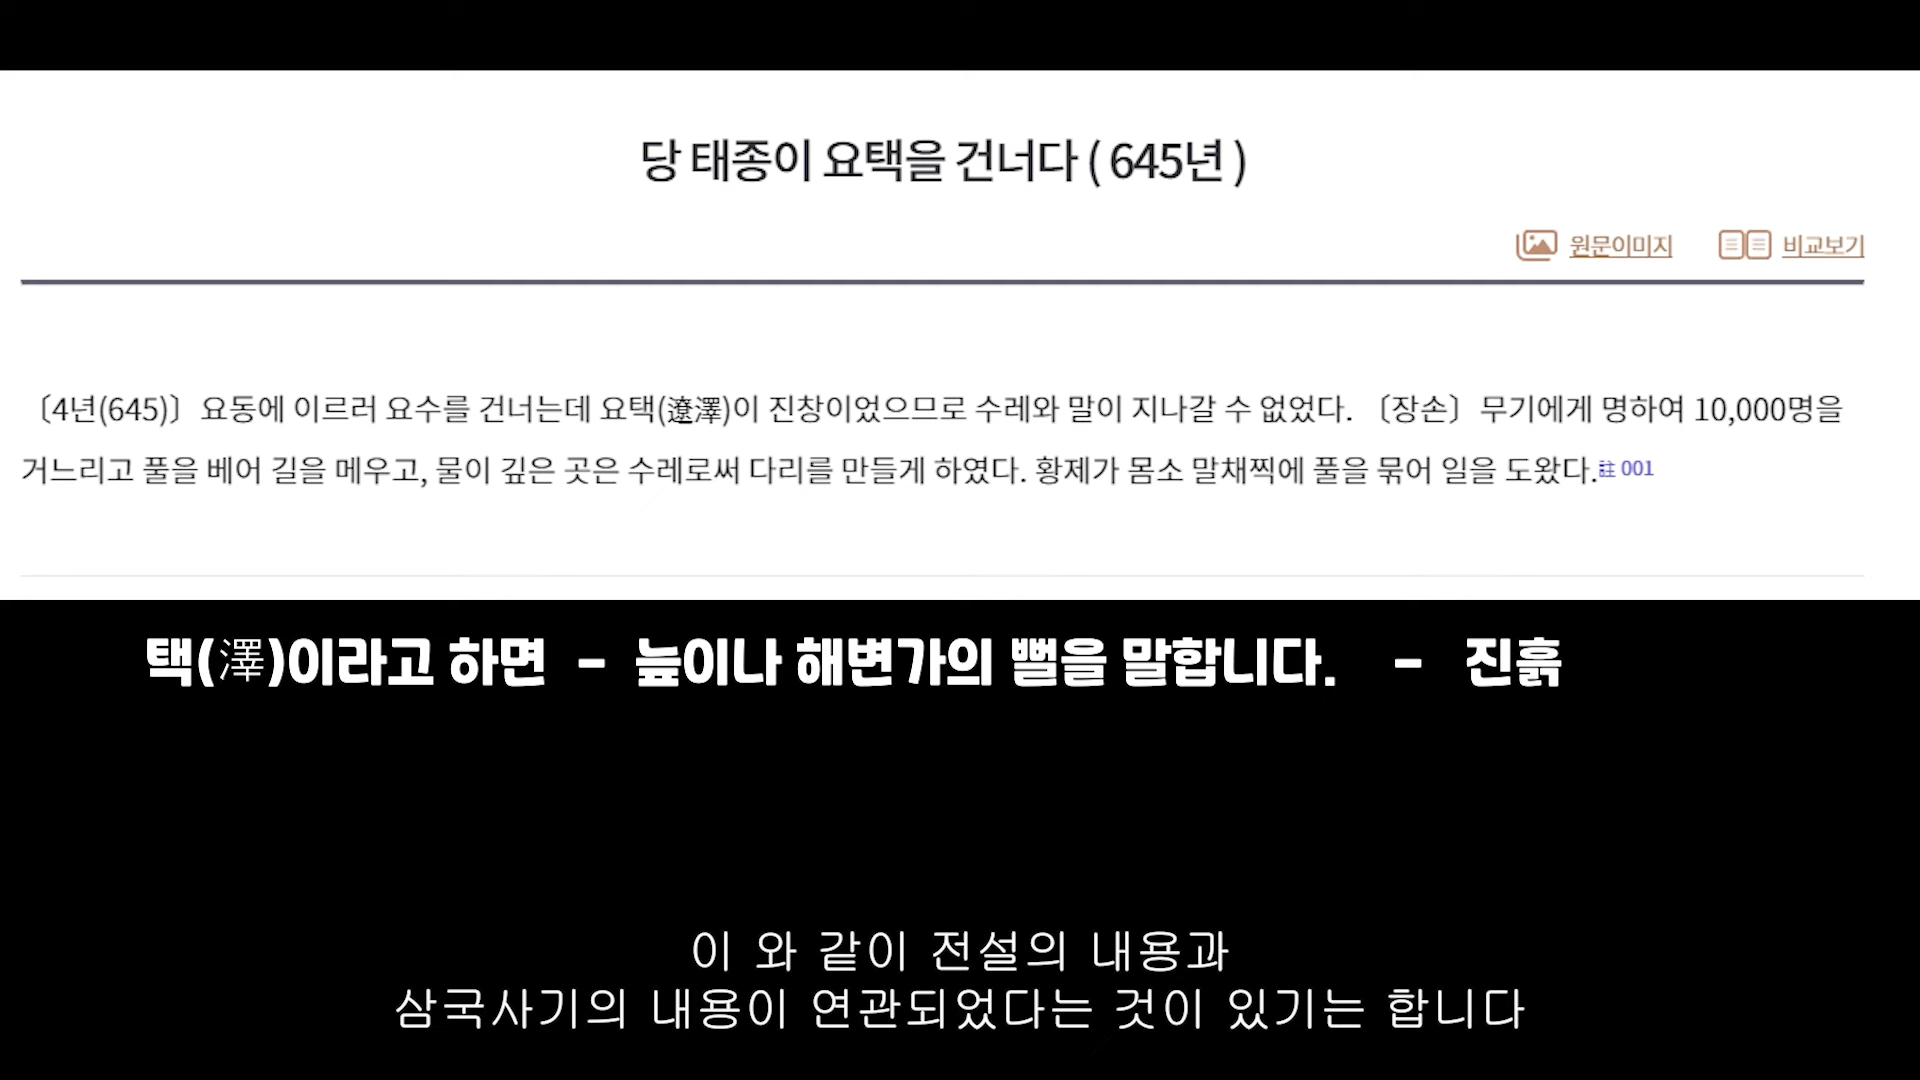 당 태종이 요택을 건너다 ( 645년 )
원문이미지 비교보기
〔4년(645)〕 요동에 이르러 요수를 건너는데 요택(遼澤)이 진창이었으므로 수레와 말이 지나갈 수 없었다. 〔장손〕 무기에게 명하여 10,000명을
거느리고 풀을 베어 길을 메우고, 물이 깊은 곳은 수레로써 다리를 만들게 하였다. 황제가 몸소 말채찍에 풀을 묶어 일을 도왔다.註 001
택(澤)이라고 하면 - 늪이나 해변가의 뻘을 말합니다. - 진흙
이 와 같이 전설의 내용과
삼국사기의 내용이 연관되었다는 것이 있기는 합니다